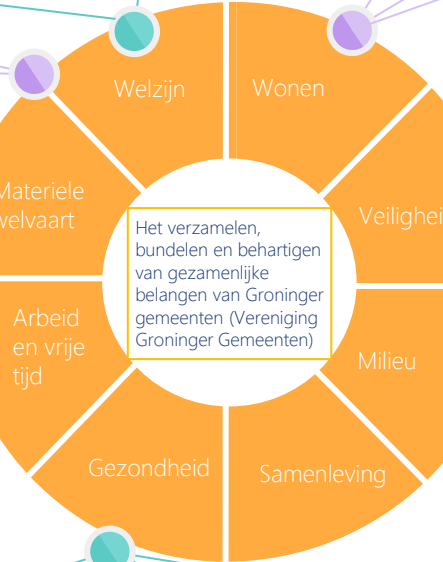 Welzijn
Wonen
Materiele
welvaart
Veilighei
Het verzamelen,
bundelen en behartigen
van gezamenlijke
belangen van Groninger
gemeenten (Vereniging
Groninger Gemeenten)
Arbeid
en vrije
tijd
Milieu
Gezondheid
Samenleving